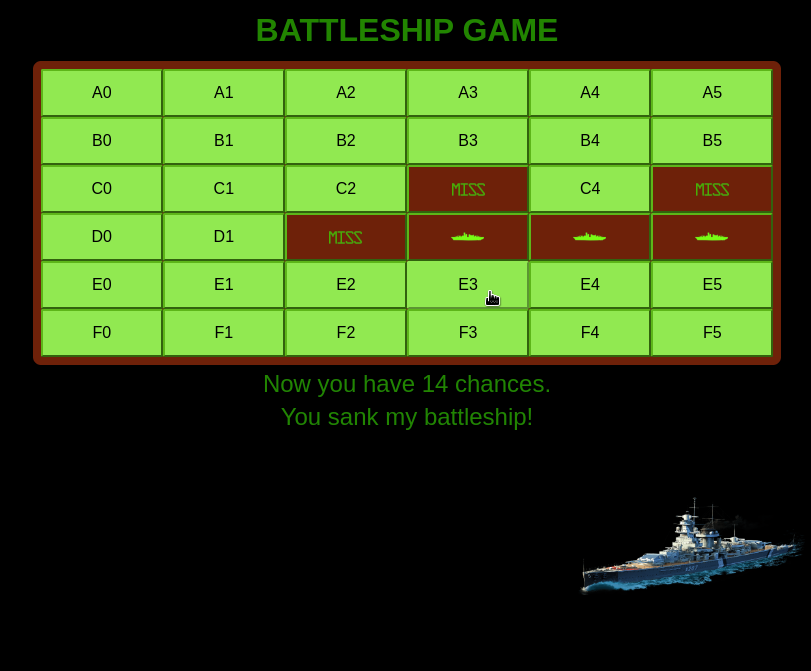 BATTLESHIP GAME
A0 A1 A2 A3 A4 A5
B0 B1 B2 B3 B4 B5
C0 C1 C2 MISS C4 MISS
D0 D1 MISS
E0 E1 E2 E3 E4 E5
F0 F1 F2 F3 F4 F5
Now you have 14 chances.
You sank my battleship!